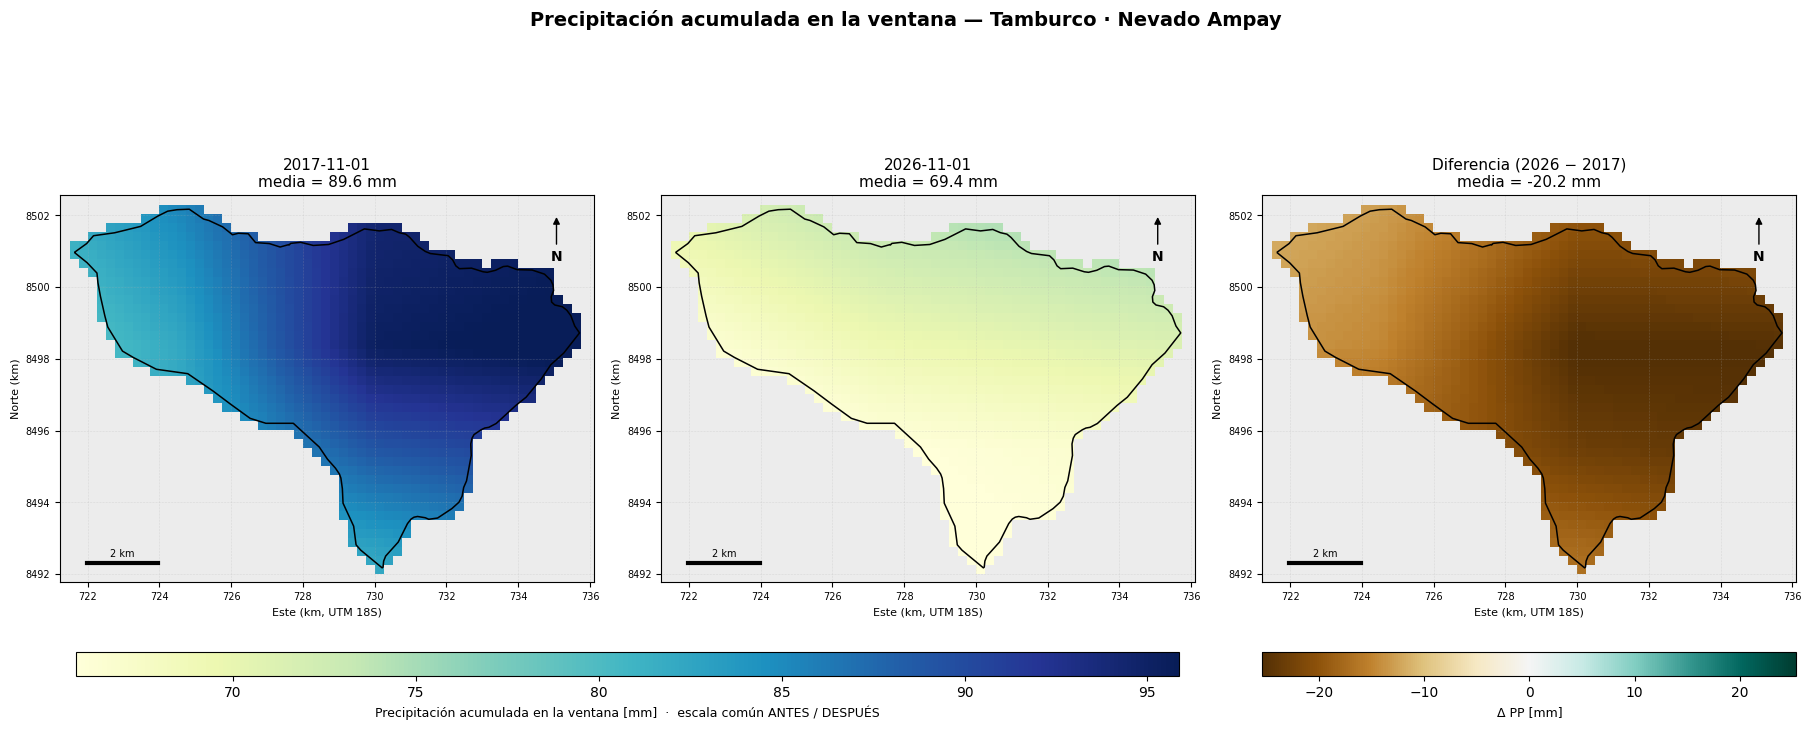 Precipitación acumulada en la ventana — Tamburco · Nevado Ampay
2017-11-01
media = 89.6 mm
8502
8500
8498
8496
8494
8492
Norte (km)
N
2 km
722 724 726 728 730 732 734 736
Este (km, UTM 18S)
2026-11-01
media = 69.4 mm
8502
8500
8498
8496
8494
8492
Norte (km)
N
2 km
722 724 726 728 730 732 734 736
Este (km, UTM 18S)
Diferencia (2026 − 2017)
media = -20.2 mm
8502
8500
8498
8496
8494
8492
Norte (km)
N
2 km
722 724 726 728 730 732 734 736
Este (km, UTM 18S)
70 75 80 85 90 95
Precipitación acumulada en la ventana [mm] · escala común ANTES / DESPUÉS
−20 −10 0 10 20
Δ PP [mm]